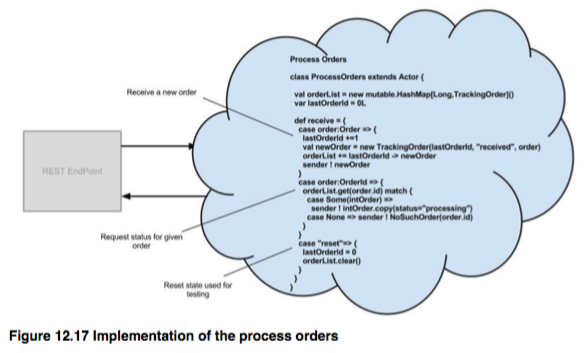 Process Orders
class ProcessOrders extends Actor {
val orderList = new mutable.HashMap[Long,TrackingOrder]()
var lastOrderId = 0L
Receive a new order
def receive = {
case order:Order => {
lastOrderId +=1
val newOrder = new TrackingOrder(lastOrderId, "received", order)
orderList += lastOrderId -> newOrder
sender ! newOrder
}
REST EndPoint
case order:OrderId => {
orderList.get(order.id) match {
case Some(intOrder) =>
sender ! intOrder.copy(status="processing")
case None => sender ! NoSuchOrder(order.id)
}
}
Request status for given
order
case "reset"=> {
lastOrderId = 0
orderList.clear()
}
}
}
Reset state used for
testing
Figure 12.17 Implementation of the process orders